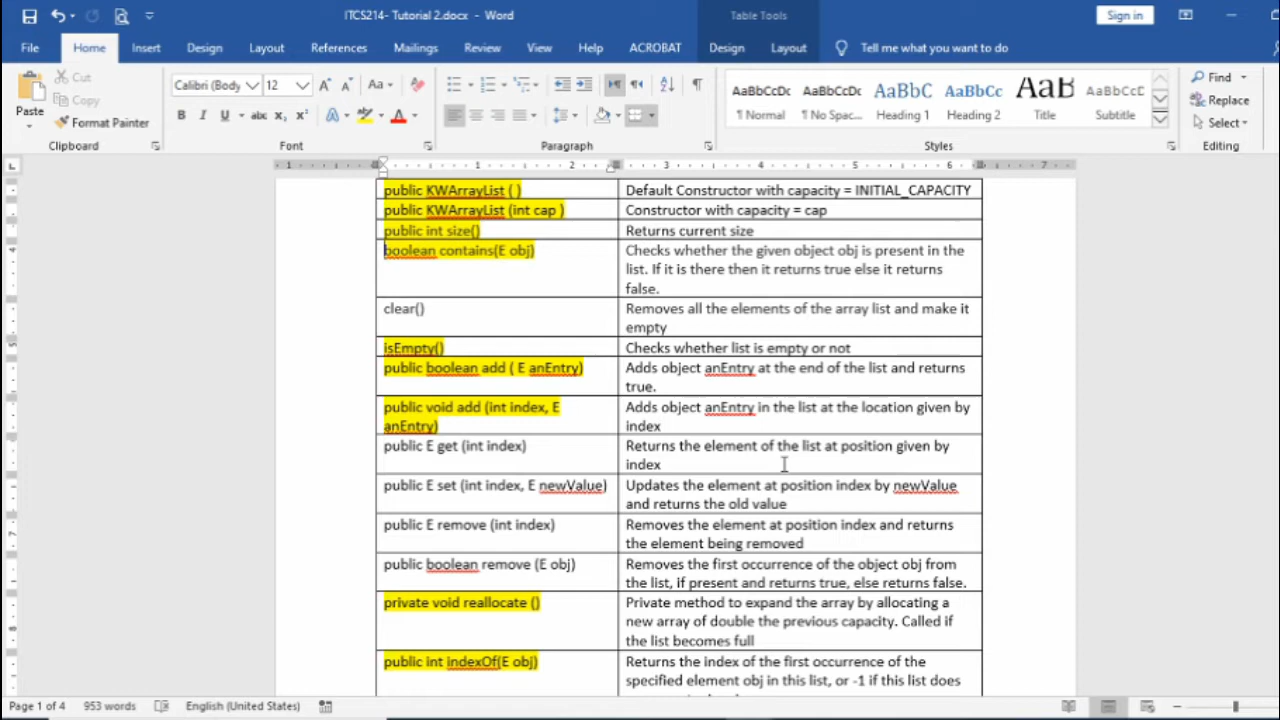 ITCS214- Tutorial 2.docx - Word
Table Tools
Sign in
File Home Insert Design Layout References Mailings Review View Help ACROBAT Design Layout Tell me what you want to do
Cut
Copy
Format Painter
Paste
Clipboard
Calibri (Body 12
Font
Paragraph
AaBbCcDc AaBbCcDc AaBbC AaBbCc AaB AaBbCcD
¶ Normal ¶ No Spac... Heading 1 Heading 2 Title Subtitle
Styles
Find
Replace
Select
Editing
1 1 2 3 4 5 6 7
public KWArrayList ( ) Default Constructor with capacity = INITIAL_CAPACITY
public KWArrayList (int cap ) Constructor with capacity = cap
public int size() Returns current size
boolean contains(E obj) Checks whether the given object obj is present in the
list. If it is there then it returns true else it returns
false.
clear() Removes all the elements of the array list and make it
empty
isEmpty() Checks whether list is empty or not
public boolean add ( E anEntry) Adds object anEntry at the end of the list and returns
true.
public void add (int index, E Adds object anEntry in the list at the location given by
anEntry) index
public E get (int index) Returns the element of the list at position given by
index
public E set (int index, E newValue) Updates the element at position index by newValue
and returns the old value
public E remove (int index) Removes the element at position index and returns
the element being removed
public boolean remove (E obj) Removes the first occurrence of the object obj from
the list, if present and returns true, else returns false.
private void reallocate () Private method to expand the array by allocating a
new array of double the previous capacity. Called if
the list becomes full
public int indexOf(E obj) Returns the index of the first occurrence of the
specified element obj in this list, or -1 if this list does
Page 1 of 4 953 words English (United States)